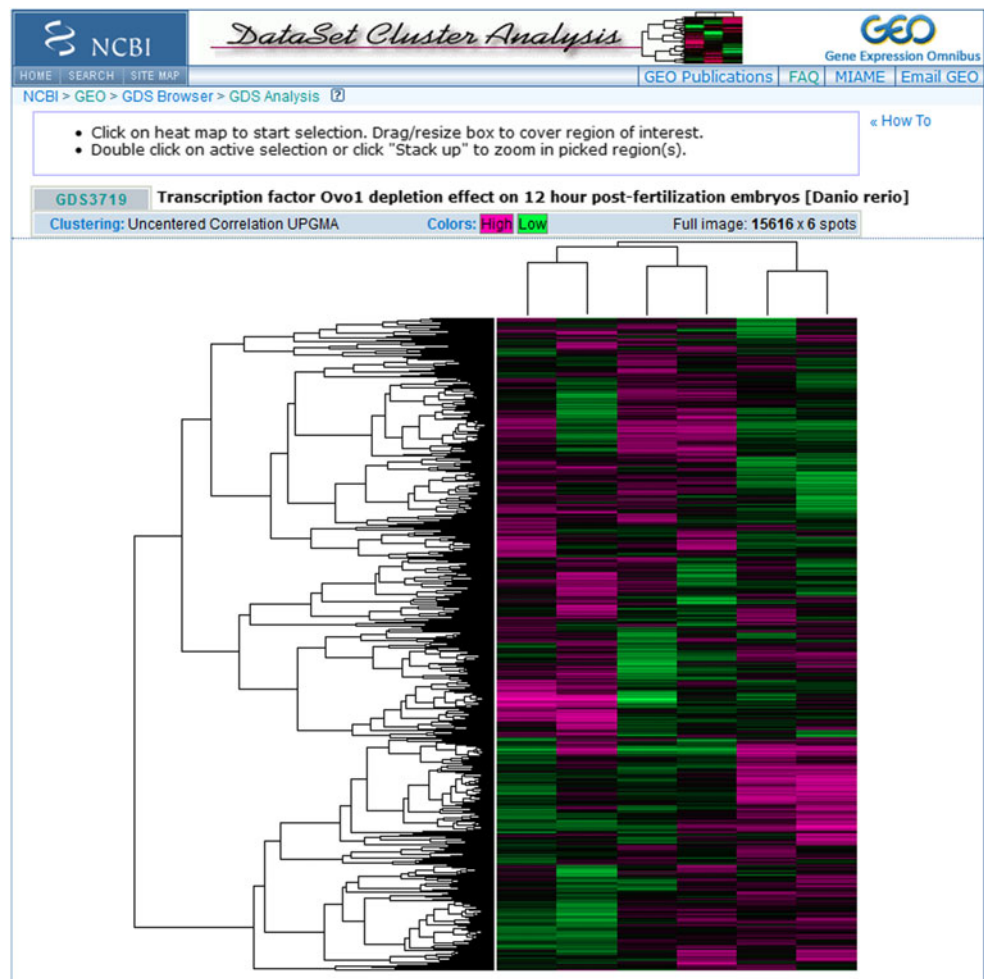 NCBI
DataSet Cluster Analysis
GEO
Gene Expression Omnibus
HOME SEARCH SITE MAP
GEO Publications FAQ MIAME Email GEO
NCBI > GEO > GDS Browser > GDS Analysis ?
• Click on heat map to start selection. Drag/resize box to cover region of interest.
• Double click on active selection or click "Stack up" to zoom in picked region(s).
« How To
GDS3719 Transcription factor Ovo1 depletion effect on 12 hour post-fertilization embryos [Danio rerio]
Clustering: Uncentered Correlation UPGMA Colors: High Low Full image: 15616 x 6 spots